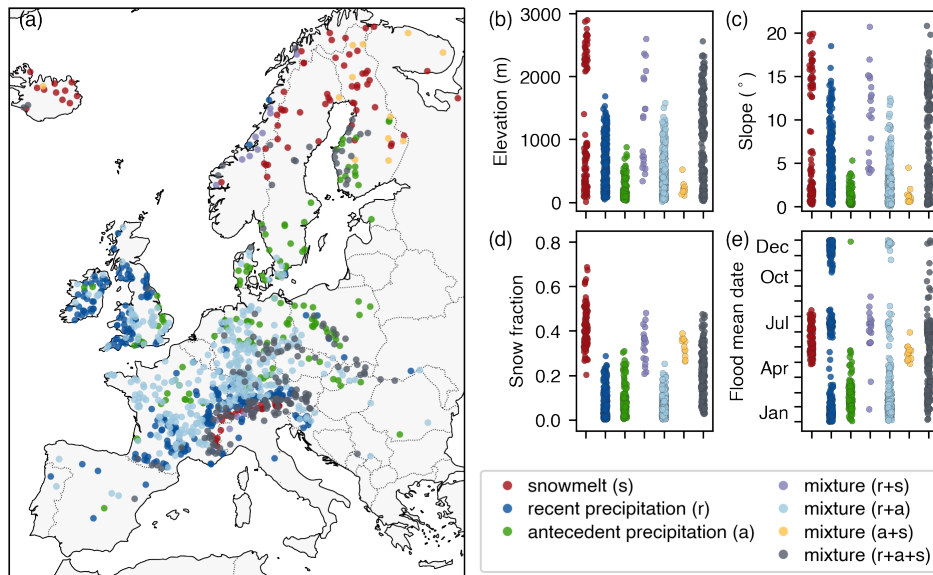 (a)
(b)
3000
2000
1000
0
Elevation (m)
(c)
20
15
10
5
0
Slope (°)
(d)
0.8
0.6
0.4
0.2
0.0
Snow fraction
(e)
Dec
Oct
Jul
Apr
Jan
Flood mean date
snowmelt (s)
recent precipitation (r)
antecedent precipitation (a)
mixture (r+s)
mixture (r+a)
mixture (a+s)
mixture (r+a+s)